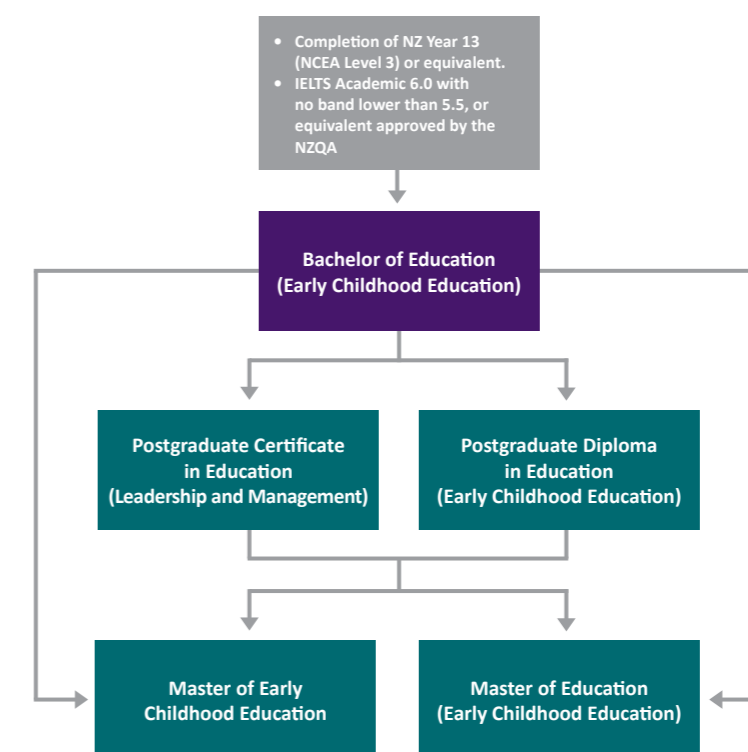 • Completion of NZ Year 13
(NCEA Level 3) or equivalent.
• IELTS Academic 6.0 with
no band lower than 5.5, or
equivalent approved by the
NZQA
Bachelor of Education
(Early Childhood Education)
Postgraduate Certificate
in Education
(Leadership and Management)
Postgraduate Diploma
in Education
(Early Childhood Education)
Master of Early
Childhood Education
Master of Education
(Early Childhood Education)